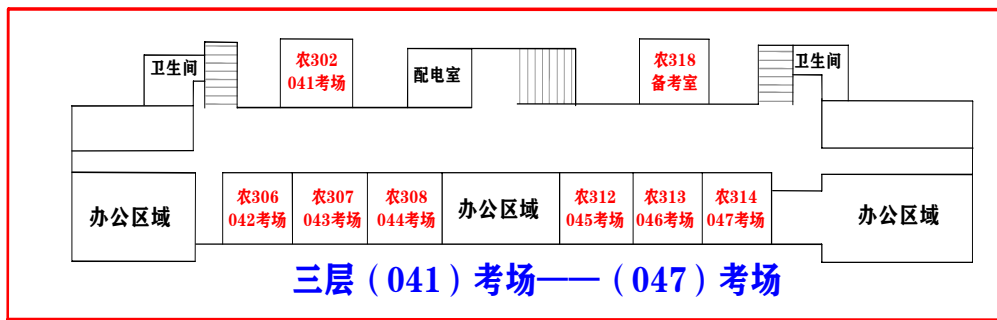 卫生间
农302
041考场
配电室
农318
备考室
卫生间
办公区域
农306
042考场
农307
043考场
农308
044考场
办公区域
农312
045考场
农313
046考场
农314
047考场
办公区域
三层（041）考场——（047）考场